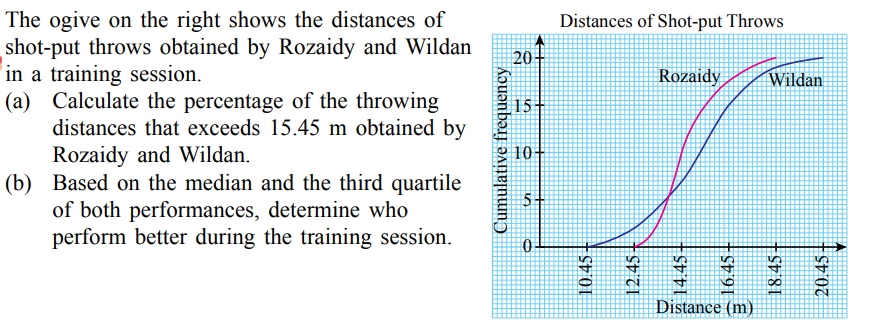 The ogive on the right shows the distances of
shot-put throws obtained by Rozaidy and Wildan
in a training session.
(a) Calculate the percentage of the throwing
distances that exceeds 15.45 m obtained by
Rozaidy and Wildan.
(b) Based on the median and the third quartile
of both performances, determine who
perform better during the training session.
Distances of Shot-put Throws
Cumulative frequency
20
15
10
5
0
Rozaidy
Wildan
10.45
12.45
14.45
16.45
18.45
20.45
Distance (m)